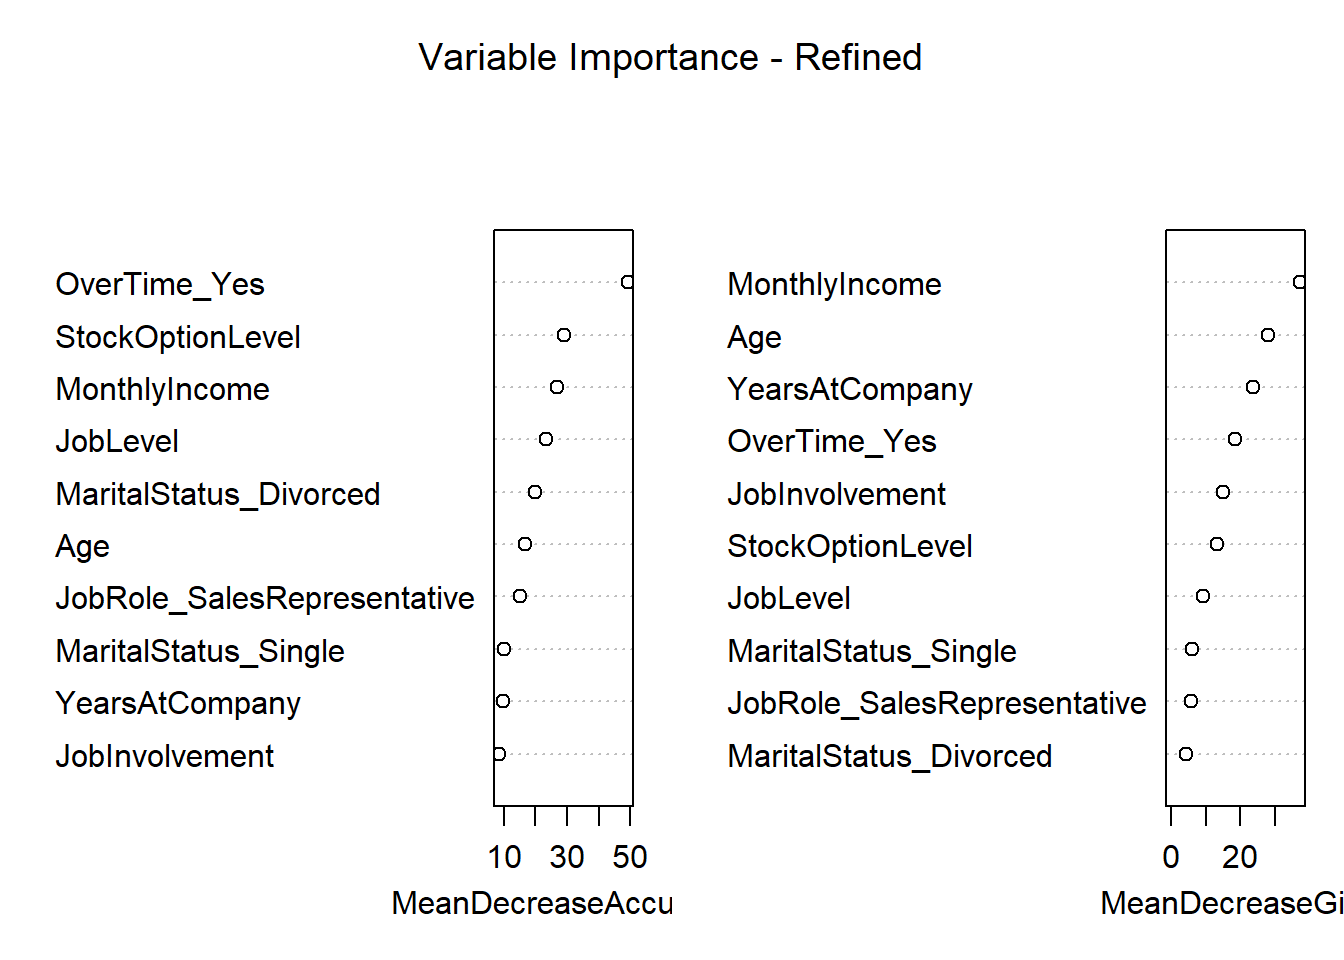 Variable Importance - Refined
OverTime_Yes
StockOptionLevel
MonthlyIncome
JobLevel
MaritalStatus_Divorced
Age
JobRole_SalesRepresentative
MaritalStatus_Single
YearsAtCompany
JobInvolvement
10 30 50
MeanDecreaseAccu
MonthlyIncome
Age
YearsAtCompany
OverTime_Yes
JobInvolvement
StockOptionLevel
JobLevel
MaritalStatus_Single
JobRole_SalesRepresentative
MaritalStatus_Divorced
0 20
MeanDecreaseGi